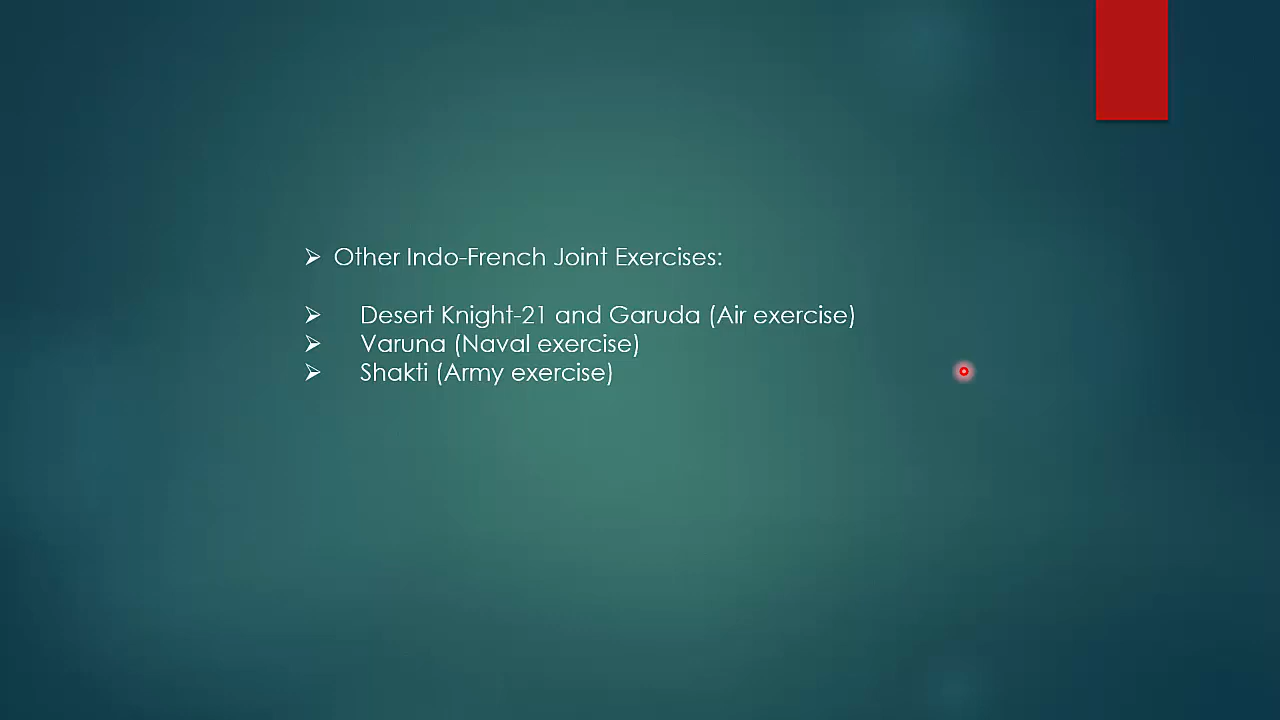 ➢ Other Indo-French Joint Exercises:
➢ Desert Knight-21 and Garuda (Air exercise)
➢ Varuna (Naval exercise)
➢ Shakti (Army exercise)